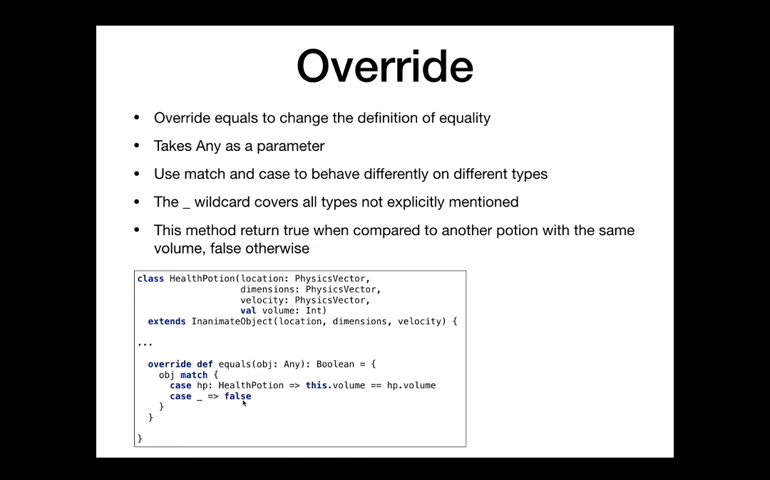 Override
• Override equals to change the definition of equality
• Takes Any as a parameter
• Use match and case to behave differently on different types
• The _ wildcard covers all types not explicitly mentioned
• This method return true when compared to another potion with the same
volume, false otherwise
class HealthPotion(location: PhysicsVector,
                   dimensions: PhysicsVector,
                   velocity: PhysicsVector,
                   val volume: Int)
  extends InanimateObject(location, dimensions, velocity) {
...
  override def equals(obj: Any): Boolean = {
    obj match {
      case hp: HealthPotion => this.volume == hp.volume
      case _ => false
    }
  }
}